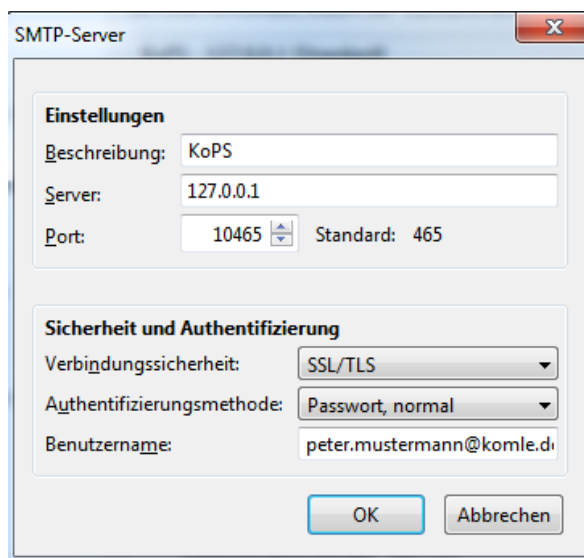 SMTP-Server
Einstellungen
Beschreibung: KoPS
Server: 127.0.0.1
Port: 10465 Standard: 465
Sicherheit und Authentifizierung
Verbindungssicherheit: SSL/TLS
Authentifizierungsmethode: Passwort, normal
Benutzername: peter.mustermann@komle.d
OK Abbrechen